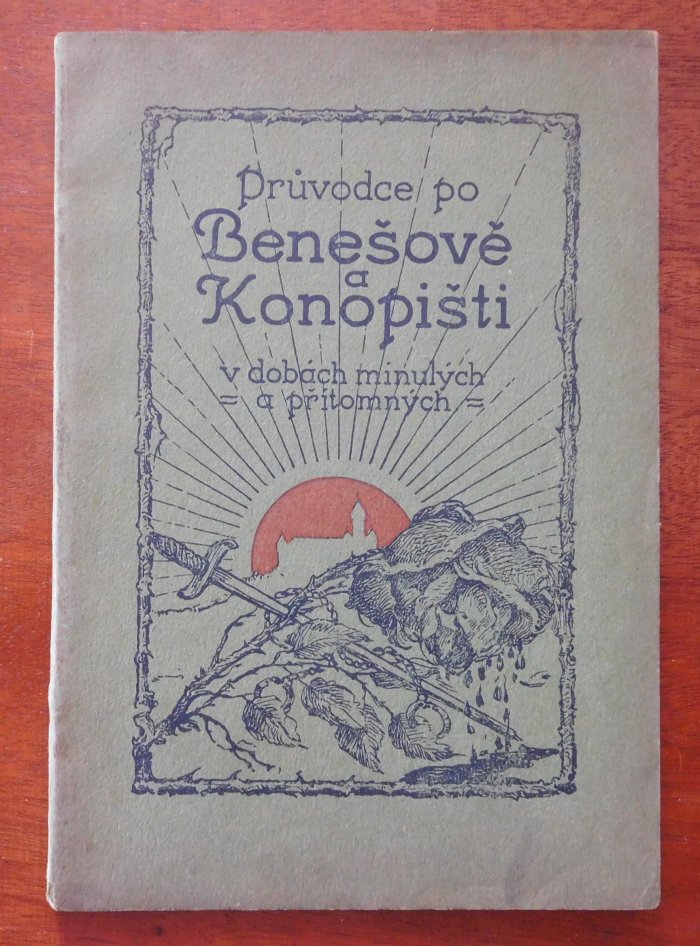 Průvodce po
Benešově
a
Konopišti
v dobách minulých
= a přítomných =